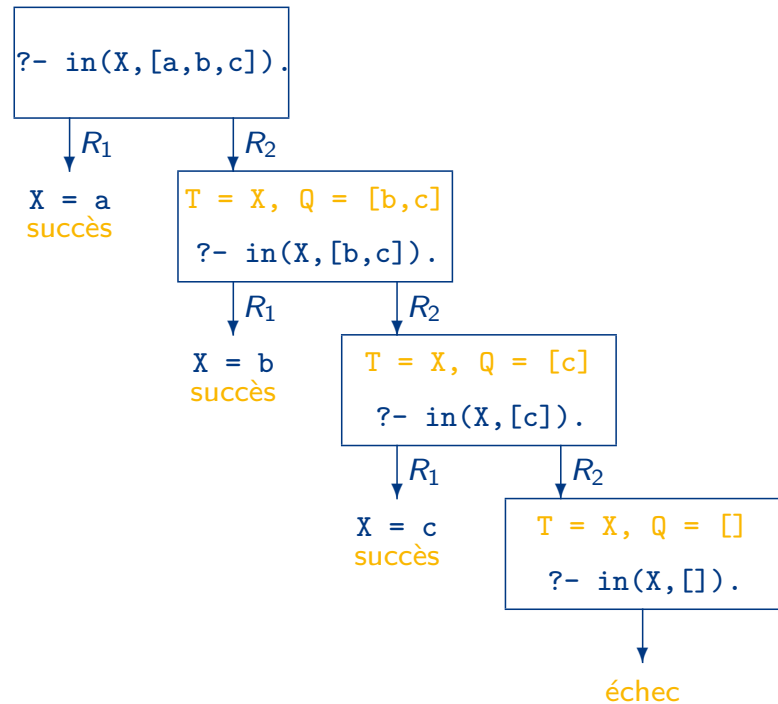 ?- in(X,[a,b,c]).
R1 R2
X = a
succès
T = X, Q = [b,c]
?- in(X,[b,c]).
R1 R2
X = b
succès
T = X, Q = [c]
?- in(X,[c]).
R1 R2
X = c
succès
T = X, Q = []
?- in(X,[]).
échec